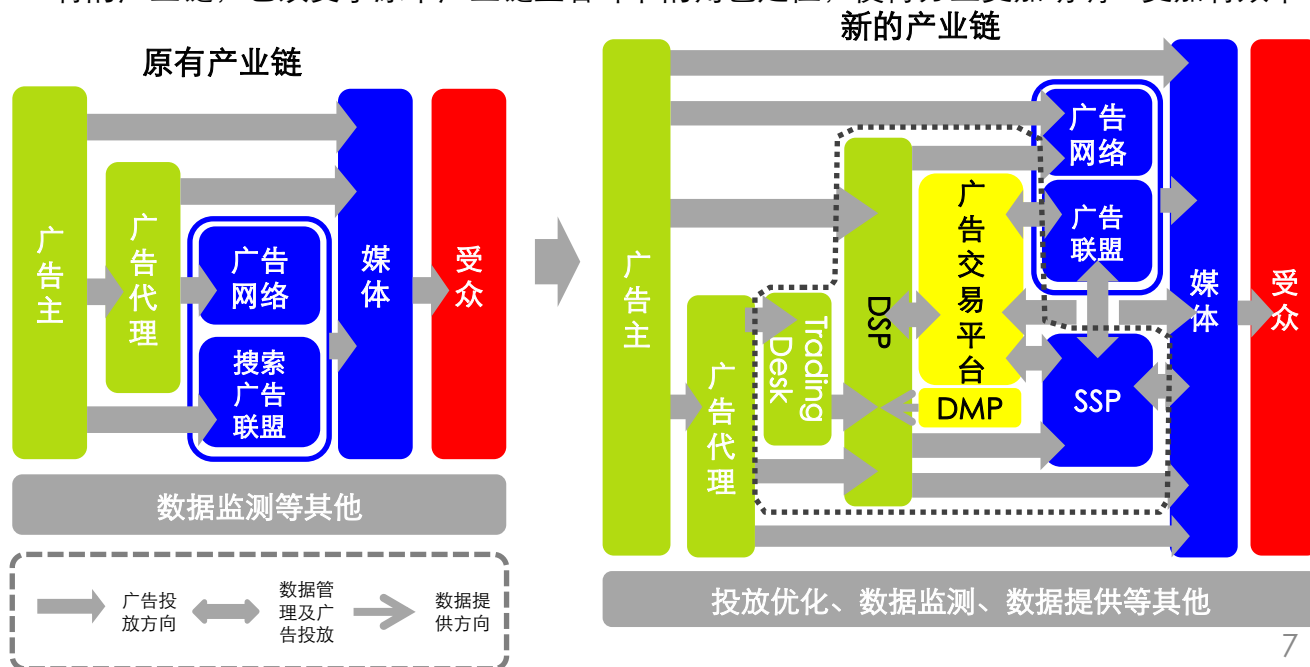 新的产业链
原有产业链
广告主
广告代理
广告
网络
搜索
广告
联盟
媒体
受众
数据监测等其他
广告投
放方向
数据管
理及广
告投放
数据提
供方向
广告主
广告代理
Trading
Desk
DSP
广告交易平台
DMP
广告
网络
广告
联盟
SSP
媒体
受众
投放优化、数据监测、数据提供等其他
7